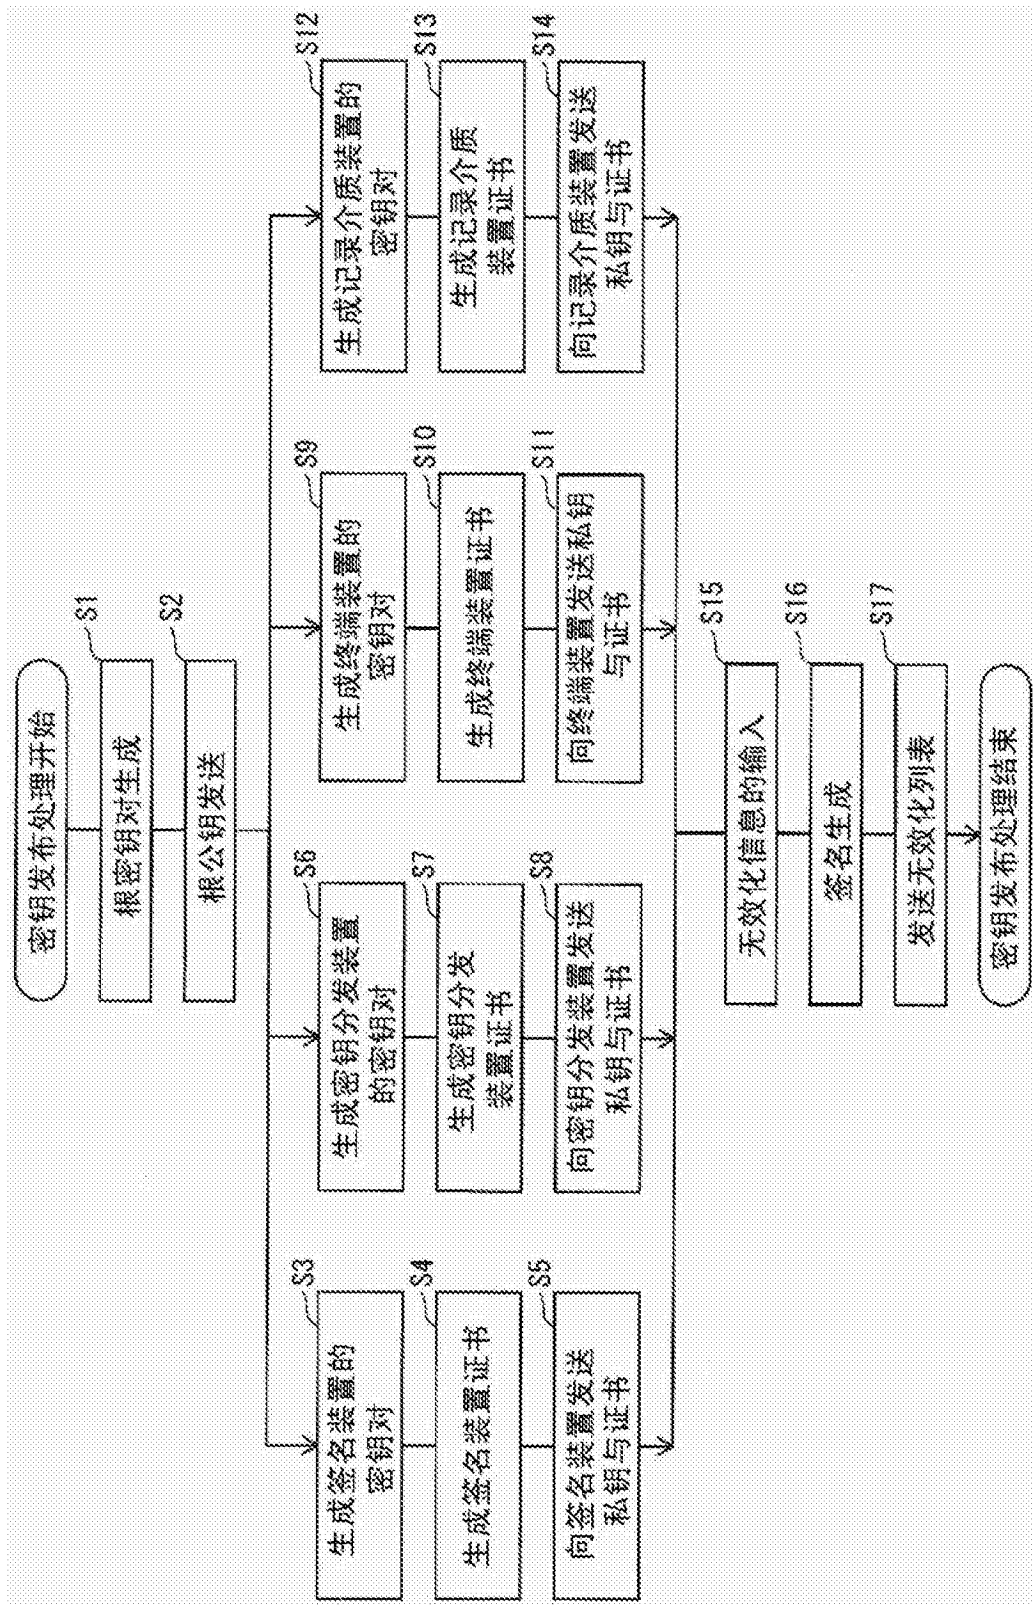 密钥发布处理开始
S1
根密钥对生成
S2
根公钥发送
S3
生成签名装置的
密钥对
S4
生成签名装置证书
S5
向签名装置发送
私钥与证书
S6
生成密钥分发装置
的密钥对
S7
生成密钥分发
装置证书
S8
向密钥分发装置发送
私钥与证书
S9
生成终端装置的
密钥对
S10
生成终端装置证书
S11
向终端装置发送私钥
与证书
S12
生成记录介质装置的
密钥对
S13
生成记录介质
装置证书
S14
向记录介质装置发送
私钥与证书
S15
无效化信息的输入
S16
签名生成
S17
发送无效化列表
密钥发布处理结束